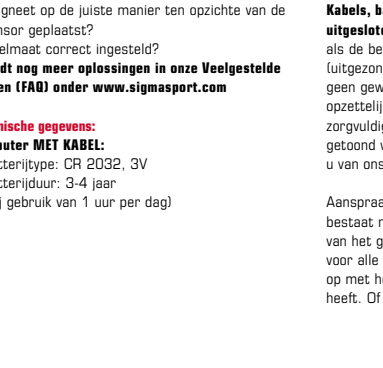 gneet op de juiste manier ten opzichte van de
nsor geplaatst?
elmaat correct ingesteld?
dt nog meer oplossingen in onze Veelgestelde
en (FAQ) onder www.sigmasport.com
nische gegevens:
outer MET KABEL:
tterijtype: CR 2032, 3V
tterijduur: 3-4 jaar
j gebruik van 1 uur per dag)
Kabels, b
uitgeslote
als de be
(uitgezon
geen gew
opzettelij
zorgvuldig
getoond v
u van ons
Aanspraa
bestaat n
van het g
voor alle
op met he
heeft. Of